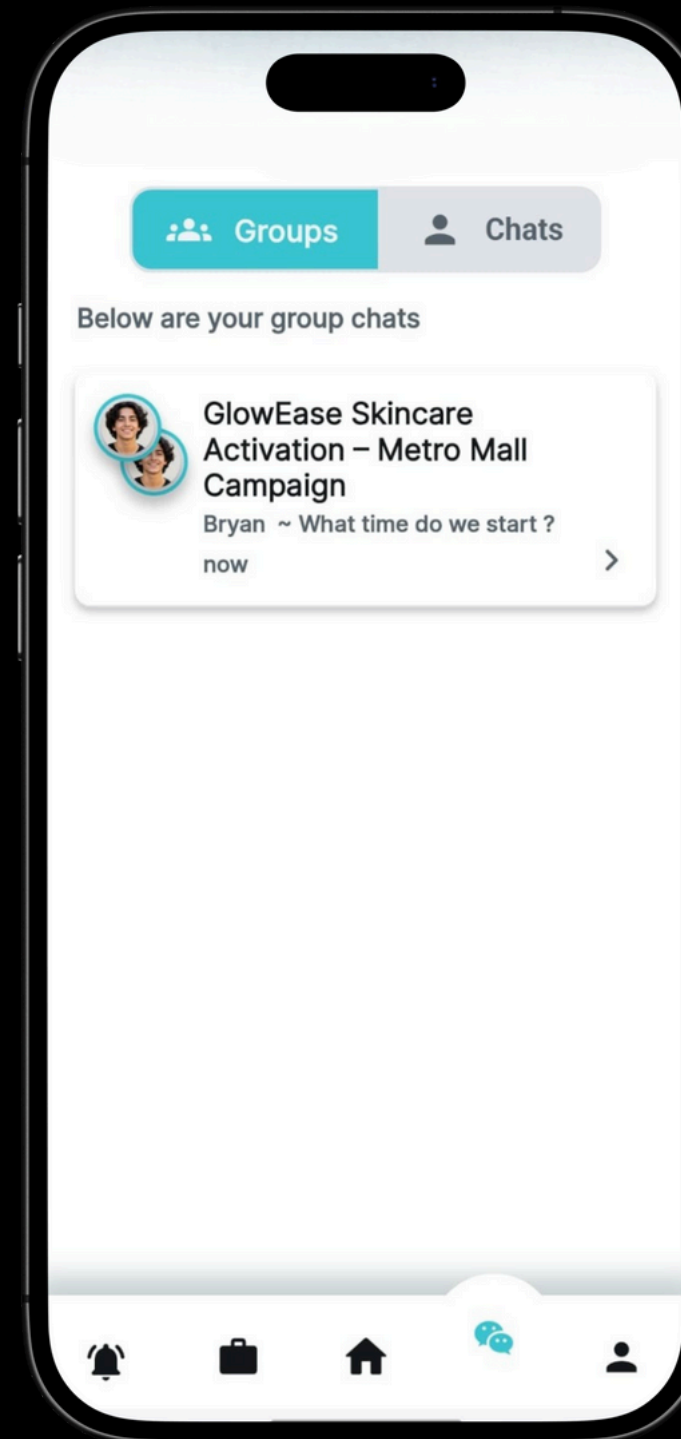 Groups
Chats
Below are your group chats
GlowEase Skincare
Activation – Metro Mall
Campaign
Bryan ~ What time do we start ?
now